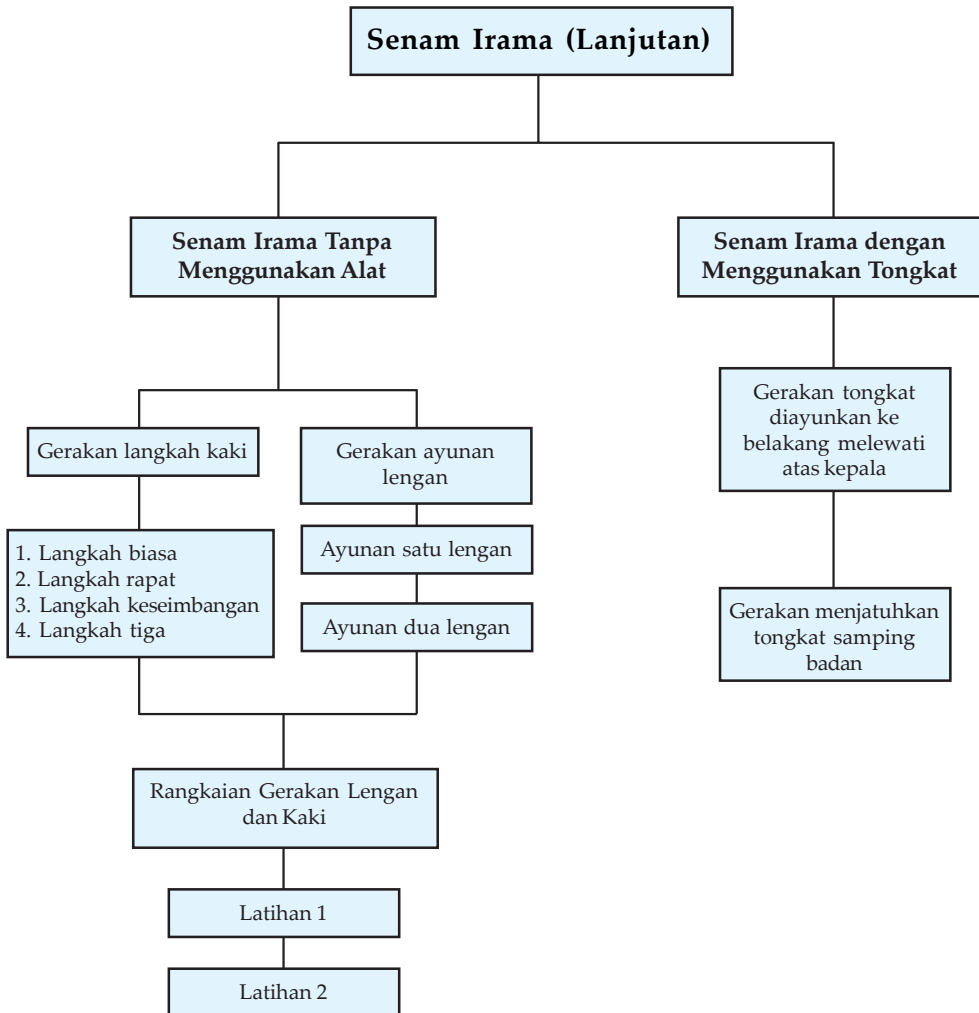 Senam Irama (Lanjutan)
Senam Irama Tanpa
Menggunakan Alat
Senam Irama dengan
Menggunakan Tongkat
Gerakan langkah kaki
Gerakan ayunan
lengan
Gerakan tongkat
diayunkan ke
belakang melewati
atas kepala
1. Langkah biasa
2. Langkah rapat
3. Langkah keseimbangan
4. Langkah tiga
Ayunan satu lengan
Ayunan dua lengan
Gerakan menjatuhkan
tongkat samping
badan
Rangkaian Gerakan Lengan
dan Kaki
Latihan 1
Latihan 2